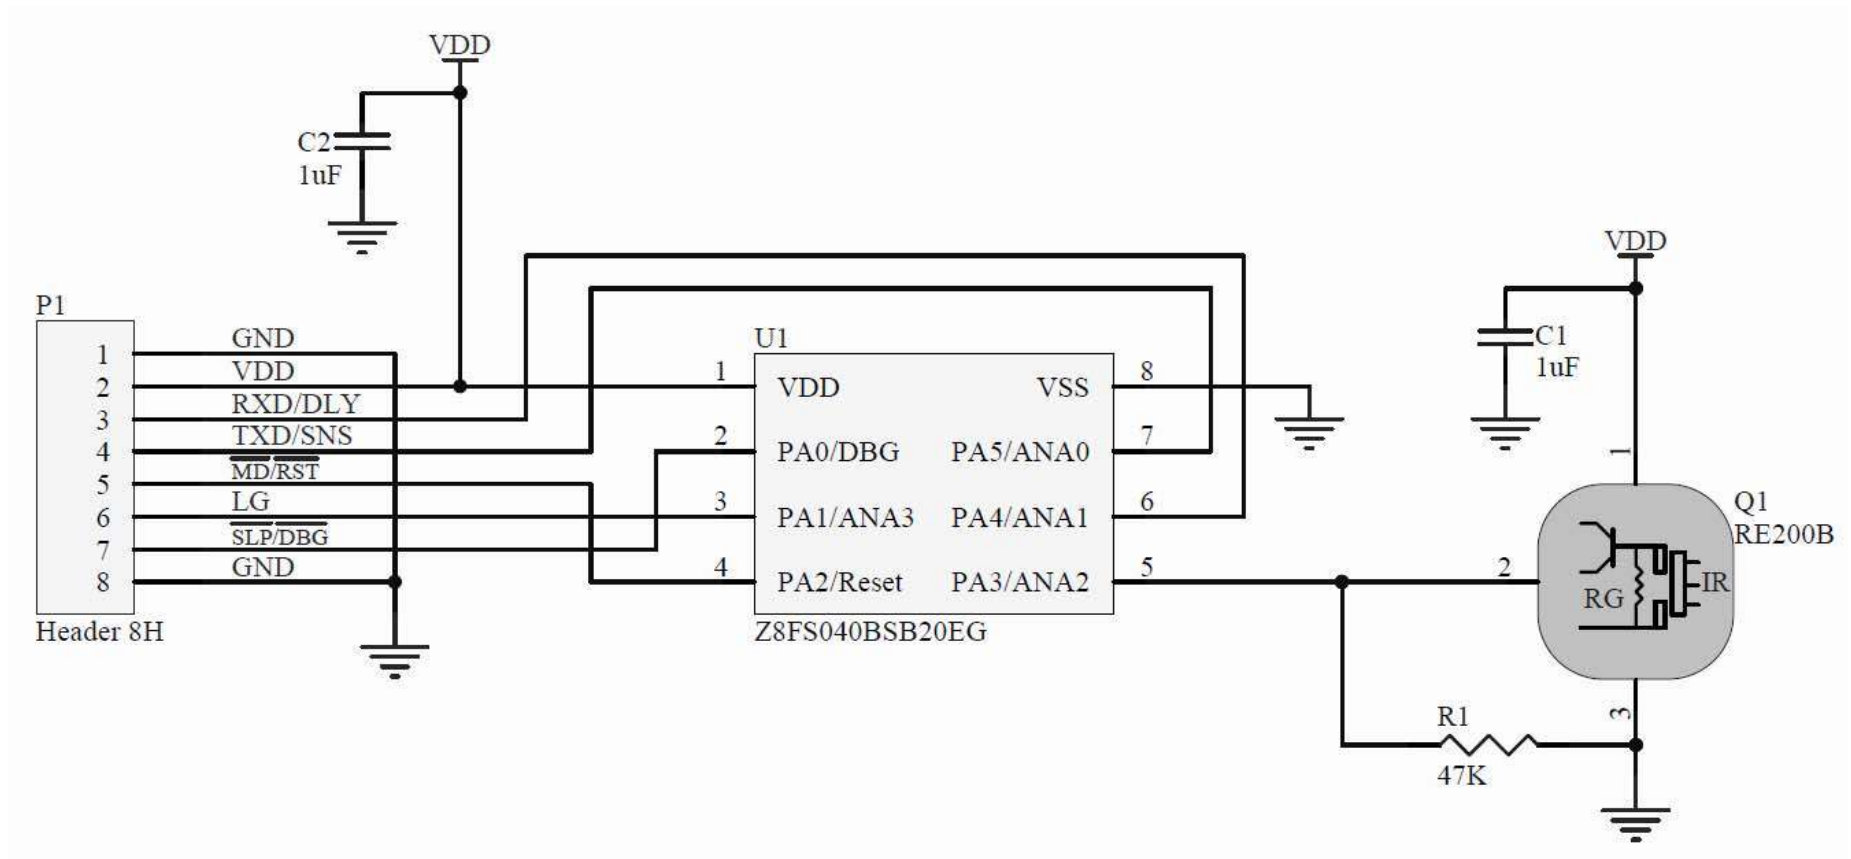 VDD
C2
1uF
VDD
P1
1 GND
2 VDD
3 RXD/DLY
4 TXD/SNS
5 MD/RST
6 LG
7 SLP/DBG
8 GND
Header 8H
U1
1 VDD VSS 8
2 PA0/DBG PA5/ANA0 7
3 PA1/ANA3 PA4/ANA1 6
4 PA2/Reset PA3/ANA2 5
Z8FS040BSB20EG
C1
1uF
1
Q1
RE200B
2
RG
IR
3
R1
47K